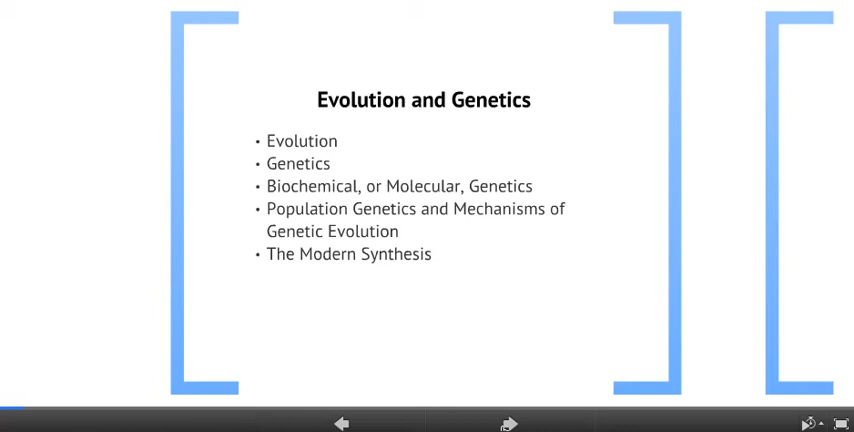 Evolution and Genetics
• Evolution
• Genetics
• Biochemical, or Molecular, Genetics
• Population Genetics and Mechanisms of
Genetic Evolution
• The Modern Synthesis